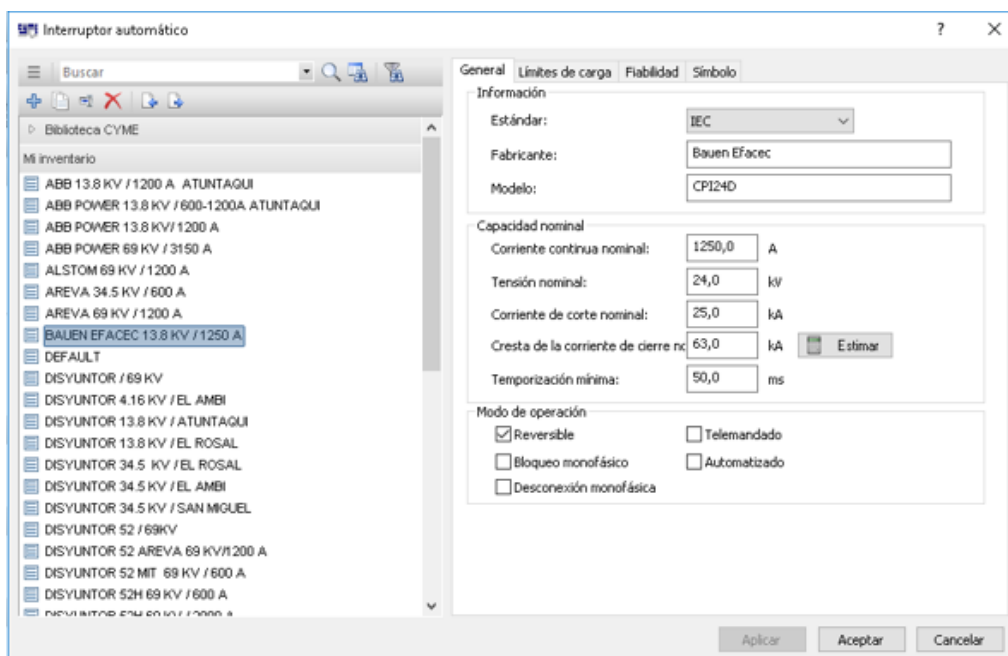 Interruptor automático
?
Buscar
Biblioteca CYME
Mi inventario
ABB 13.8 KV / 1200 A ATUNTAQUI
ABB POWER 13.8 KV / 600-1200A ATUNTAQUI
ABB POWER 13.8 KV/ 1200 A
ABB POWER 69 KV / 3150 A
ALSTOM 69 KV / 1200 A
AREVA 34.5 KV / 600 A
AREVA 69 KV / 1200 A
BAUEN EFACEC 13.8 KV / 1250 A
DEFAULT
DISYUNTOR / 69 KV
DISYUNTOR 4.16 KV / EL AMBI
DISYUNTOR 13.8 KV / ATUNTAQUI
DISYUNTOR 13.8 KV / EL ROSAL
DISYUNTOR 34.5 KV / EL ROSAL
DISYUNTOR 34.5 KV / EL AMBI
DISYUNTOR 34.5 KV / SAN MIGUEL
DISYUNTOR 52 / 69KV
DISYUNTOR 52 AREVA 69 KV/1200 A
DISYUNTOR 52 MIT 69 KV / 600 A
DISYUNTOR 52H 69 KV / 600 A
General Límites de carga Fiabilidad Símbolo
Información
Estándar: IEC
Fabricante: Bauen Efacec
Modelo: CPI24D
Capacidad nominal
Corriente continua nominal: 1250,0 A
Tensión nominal: 24,0 kV
Corriente de corte nominal: 25,0 kA
Cresta de la corriente de cierre nc 63,0 kA Estimar
Temporización mínima: 50,0 ms
Modo de operación
Reversible Telemandado
Bloqueo monofásico Automatizado
Desconexión monofásica
Aplicar Aceptar Cancelar